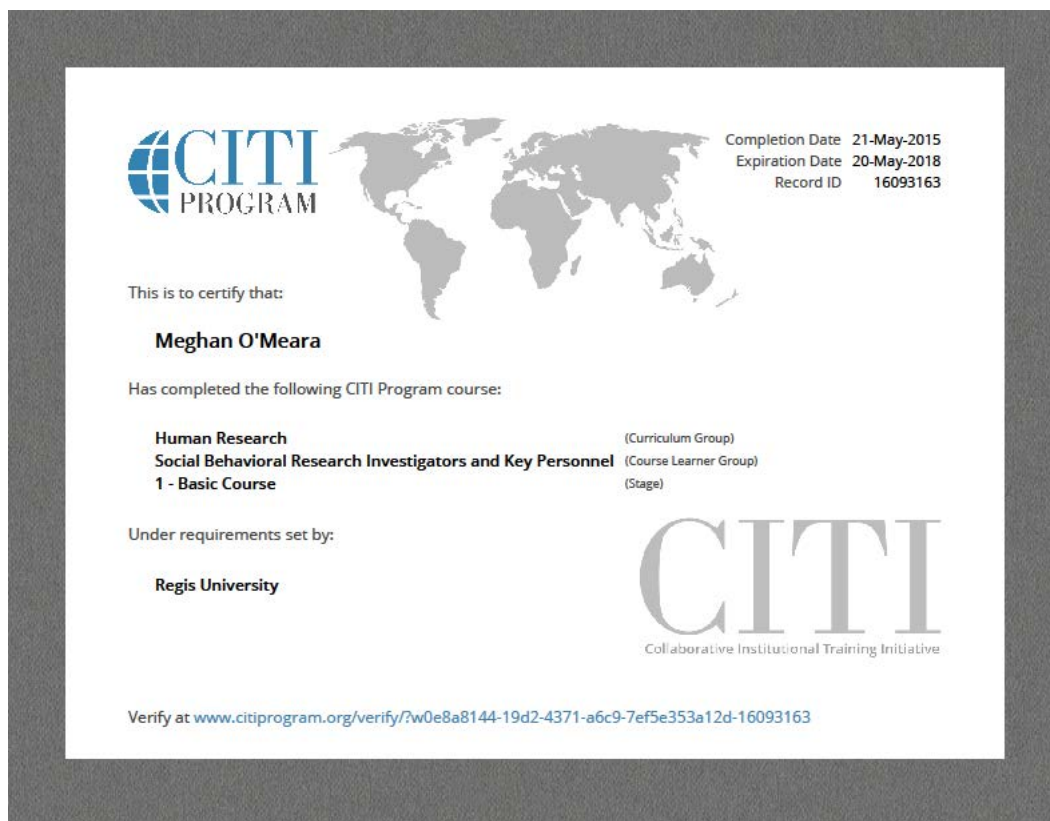 CITI
PROGRAM
Completion Date 21-May-2015
Expiration Date 20-May-2018
Record ID 16093163
This is to certify that:
Meghan O'Meara
Has completed the following CITI Program course:
Human Research (Curriculum Group)
Social Behavioral Research Investigators and Key Personnel (Course Learner Group)
1 - Basic Course (Stage)
Under requirements set by:
Regis University
CITI
Collaborative Institutional Training Initiative
Verify at www.citiprogram.org/verify/?w0e8a8144-19d2-4371-a6c9-7ef5e353a12d-16093163